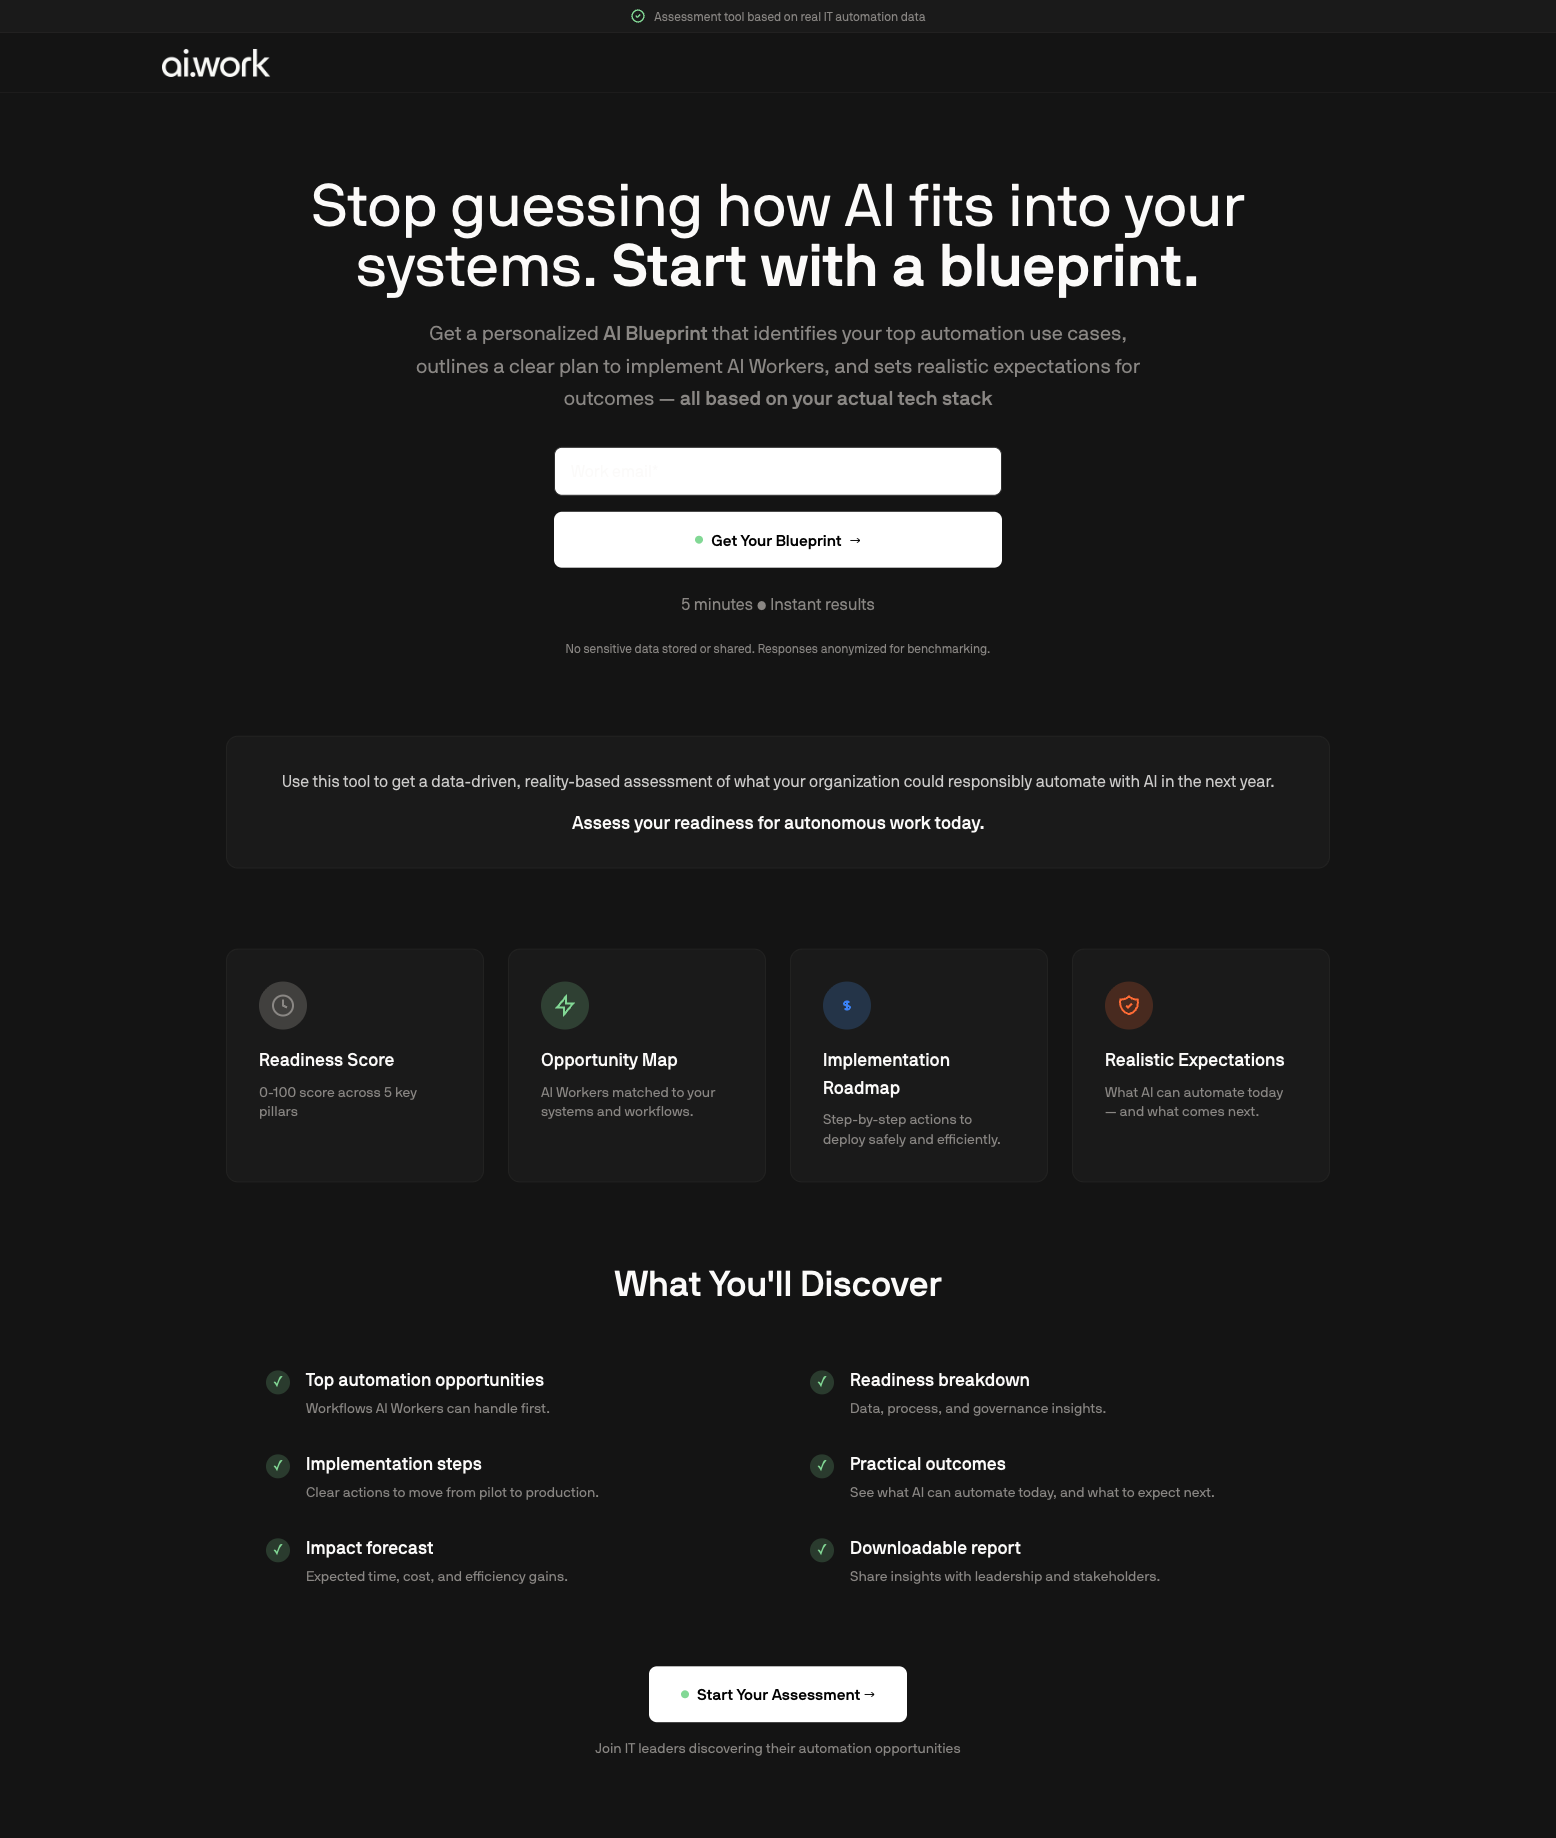 Assessment tool based on real IT automation data
ai.work
Stop guessing how AI fits into your
systems. Start with a blueprint.
Get a personalized AI Blueprint that identifies your top automation use cases,
outlines a clear plan to implement AI Workers, and sets realistic expectations for
outcomes — all based on your actual tech stack
Work email*
Get Your Blueprint →
5 minutes ● Instant results
No sensitive data stored or shared. Responses anonymized for benchmarking.
Use this tool to get a data-driven, reality-based assessment of what your organization could responsibly automate with AI in the next year.
Assess your readiness for autonomous work today.
Readiness Score
0-100 score across 5 key
pillars
Opportunity Map
AI Workers matched to your
systems and workflows.
$
Implementation
Roadmap
Step-by-step actions to
deploy safely and efficiently.
Realistic Expectations
What AI can automate today
— and what comes next.
What You'll Discover
✓ Top automation opportunities
Workflows AI Workers can handle first.
✓ Readiness breakdown
Data, process, and governance insights.
✓ Implementation steps
Clear actions to move from pilot to production.
✓ Practical outcomes
See what AI can automate today, and what to expect next.
✓ Impact forecast
Expected time, cost, and efficiency gains.
✓ Downloadable report
Share insights with leadership and stakeholders.
Start Your Assessment →
Join IT leaders discovering their automation opportunities